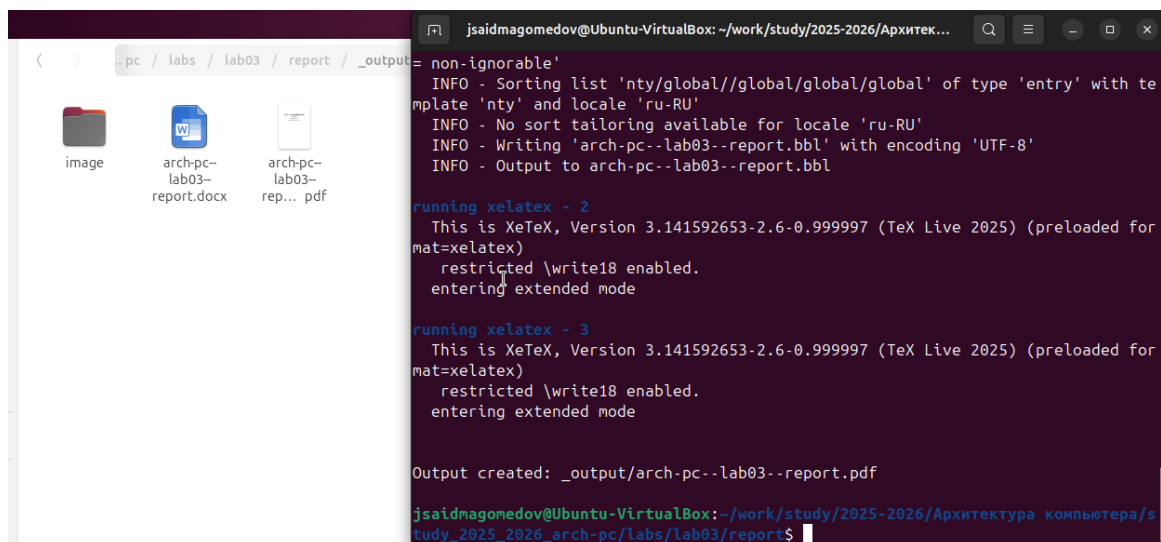 jsaidmagomedov@Ubuntu-VirtualBox: ~/work/study/2025-2026/Архитек...
.. pc / labs / lab03 / report / _output
image
arch-pc--
lab03--
report.docx
arch-pc--
lab03--
rep... pdf
= non-ignorable'
INFO - Sorting list 'nty/global//global/global/global' of type 'entry' with te
mplate 'nty' and locale 'ru-RU'
INFO - No sort tailoring available for locale 'ru-RU'
INFO - Writing 'arch-pc--lab03--report.bbl' with encoding 'UTF-8'
INFO - Output to arch-pc--lab03--report.bbl
running xelatex - 2
This is XeTeX, Version 3.141592653-2.6-0.999997 (TeX Live 2025) (preloaded for
mat=xelatex)
restricted \write18 enabled.
entering extended mode
running xelatex - 3
This is XeTeX, Version 3.141592653-2.6-0.999997 (TeX Live 2025) (preloaded for
mat=xelatex)
restricted \write18 enabled.
entering extended mode
Output created: _output/arch-pc--lab03--report.pdf
jsaidmagomedov@Ubuntu-VirtualBox:~/work/study/2025-2026/Архитектура компьютера/s
tudy_2025_2026_arch-pc/labs/lab03/report$